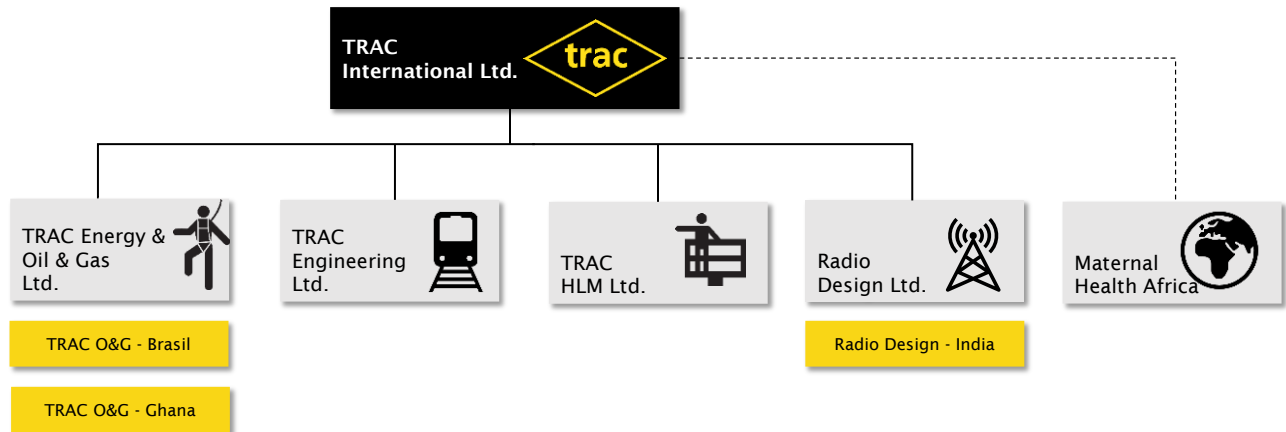 TRAC
International Ltd.
trac
TRAC Energy &
Oil & Gas
Ltd.
TRAC
Engineering
Ltd.
TRAC
HLM Ltd.
Radio
Design Ltd.
Maternal
Health Africa
TRAC O&G - Brasil
Radio Design - India
TRAC O&G - Ghana